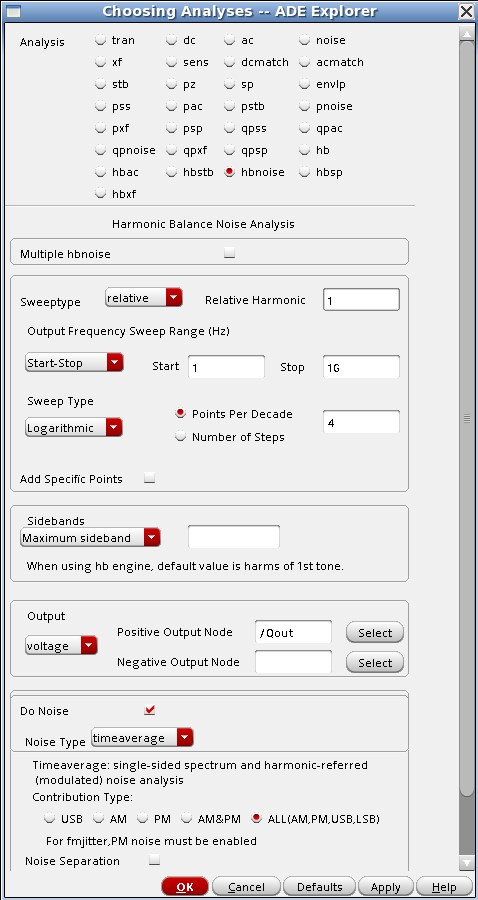 Choosing Analyses -- ADE Explorer
Analysis tran dc ac noise
xf sens dcmatch acmatch
stb pz sp envlp
pss pac pstb pnoise
pxf psp qpss qpac
qpnoise qpxf qpsp hb
hbac hbstb hbnoise hbsp
hbxf
Harmonic Balance Noise Analysis
Multiple hbnoise
Sweeptype relative Relative Harmonic 1
Output Frequency Sweep Range (Hz)
Start-Stop Start 1 Stop 1G
Sweep Type
Logarithmic Points Per Decade 4
Number of Steps
Add Specific Points
Sidebands
Maximum sideband
When using hb engine, default value is harms of 1st tone.
Output
voltage Positive Output Node /Qout Select
Negative Output Node Select
Do Noise
Noise Type timeaverage
Timeaverage: single-sided spectrum and harmonic-referred
(modulated) noise analysis
Contribution Type:
USB AM PM AM&PM ALL(AM,PM,USB,LSB)
For fmjitter,PM noise must be enabled
Noise Separation
OK Cancel Defaults Apply Help